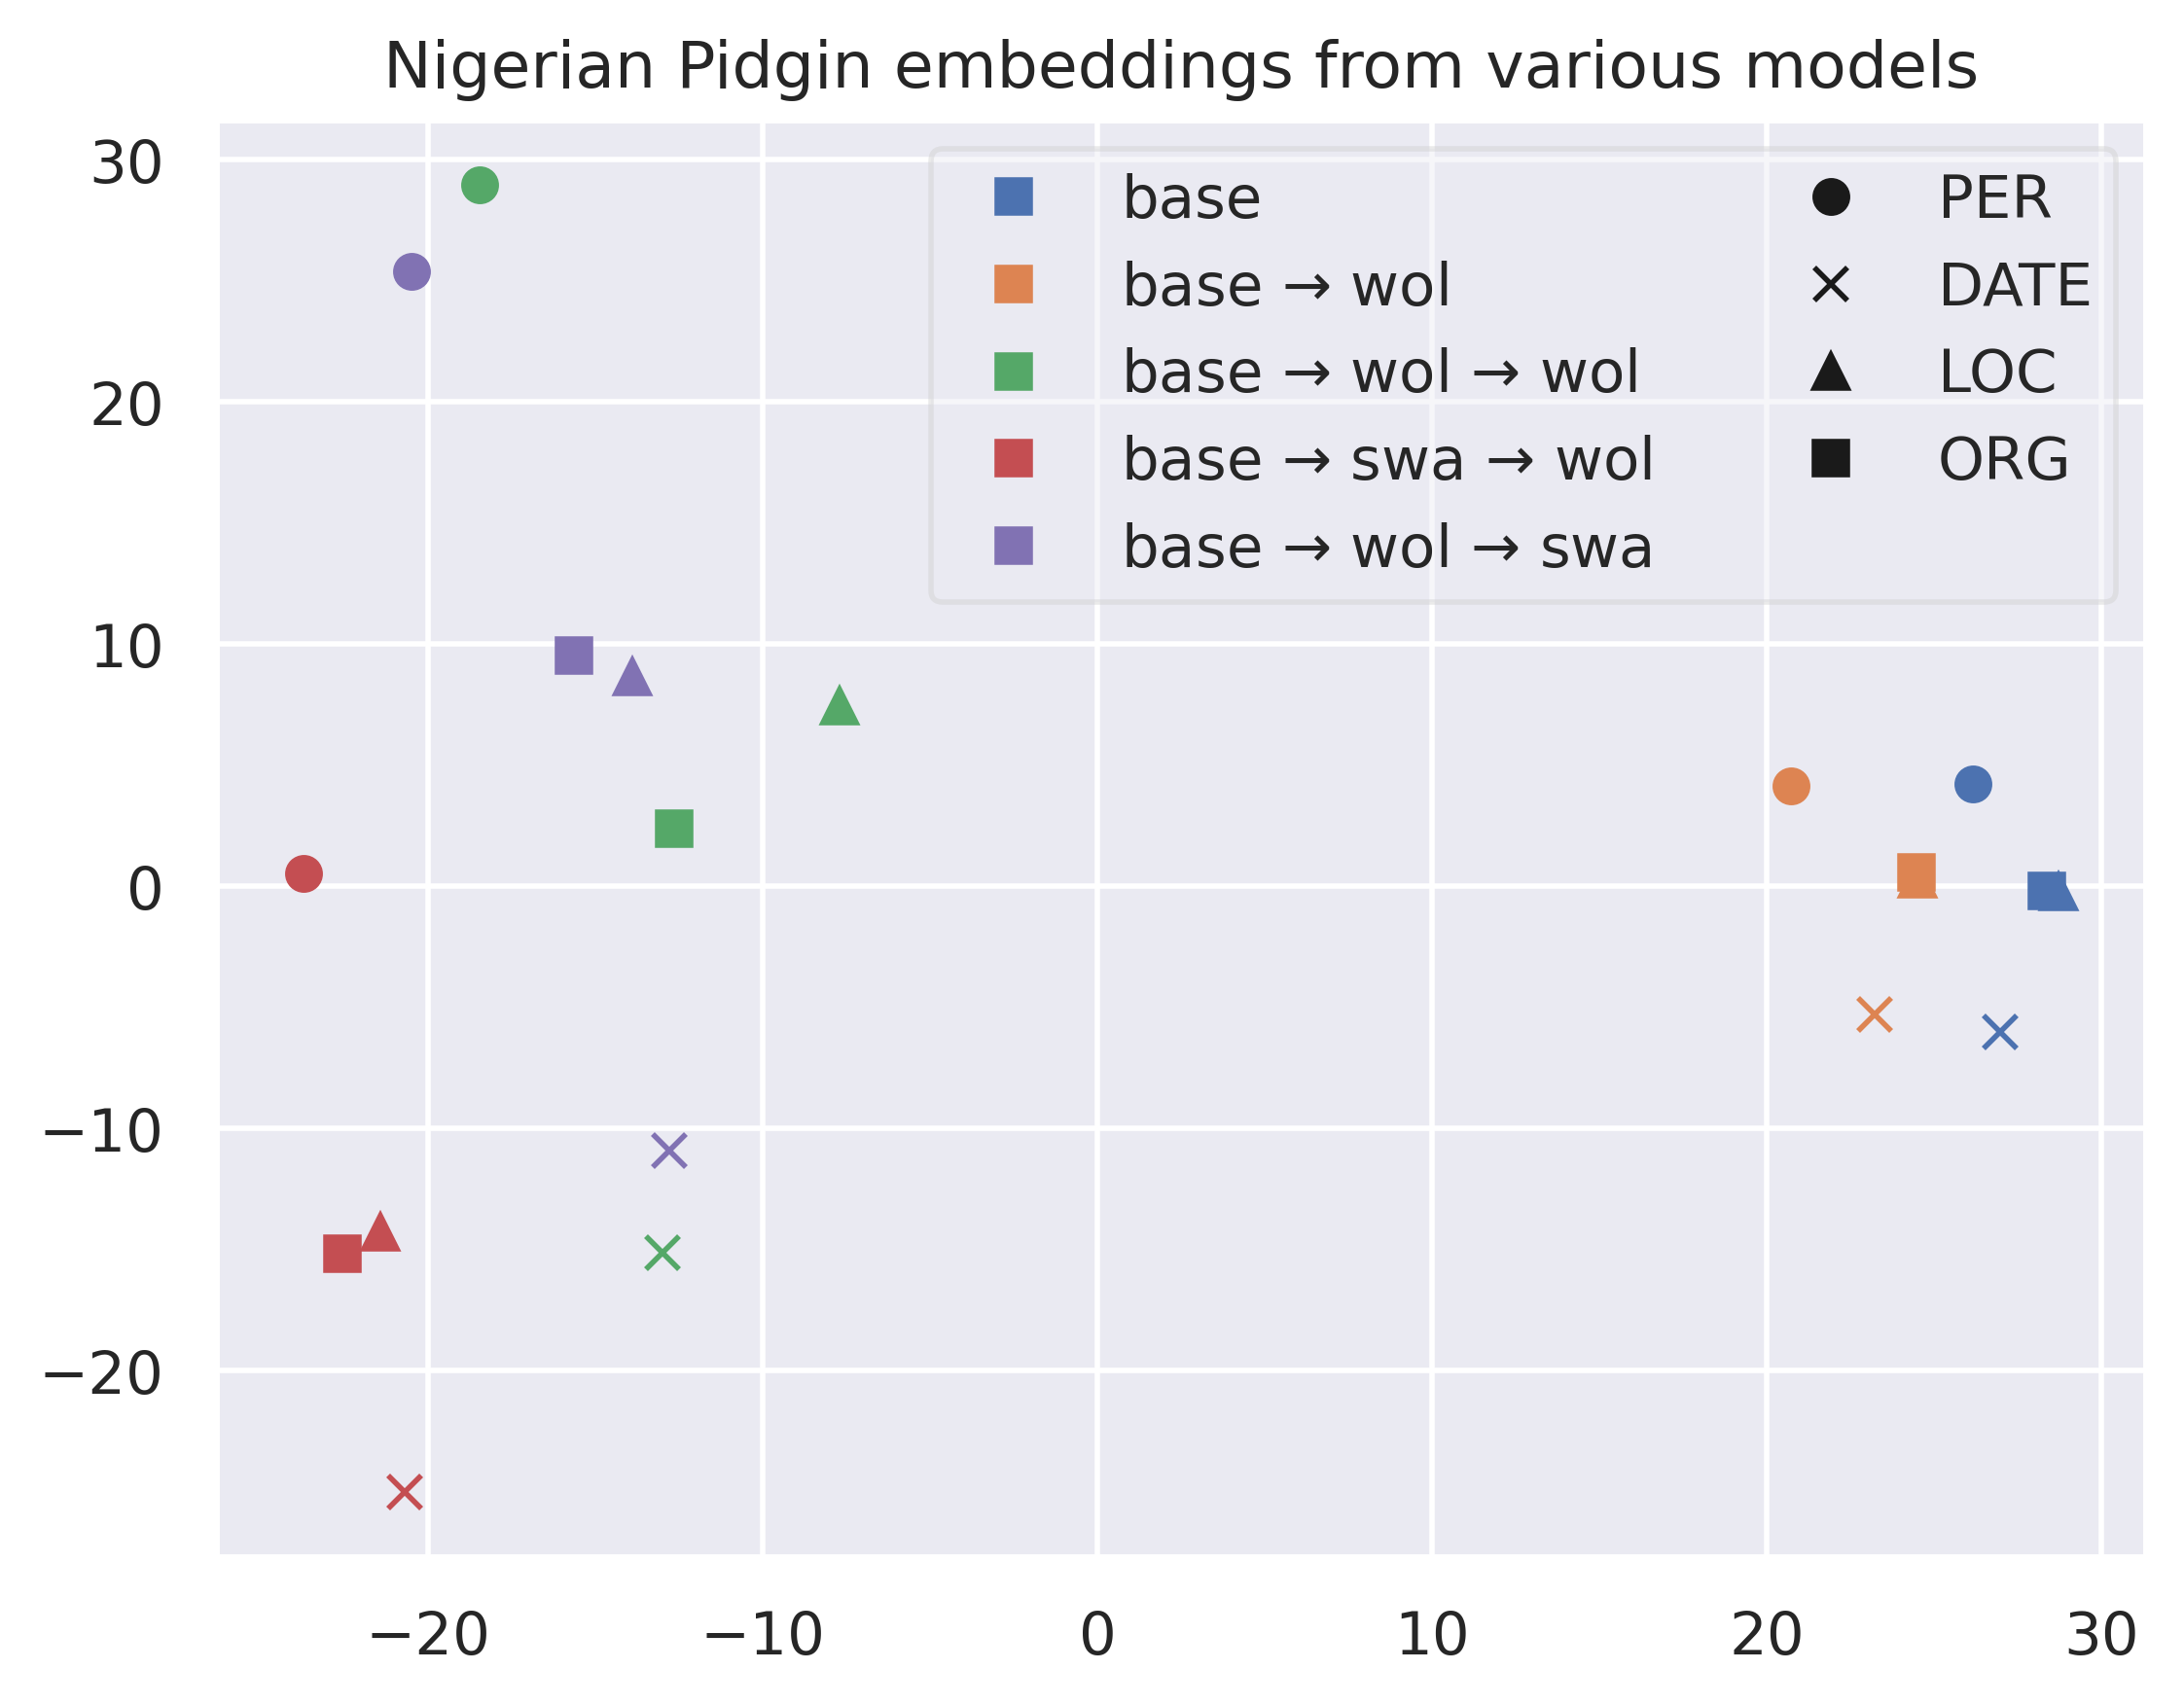 Nigerian Pidgin embeddings from various models
30
20
10
0
−10
−20
base
base → wol
base → wol → wol
base → swa → wol
base → wol → swa
PER
DATE
LOC
ORG
−20 −10 0 10 20 30